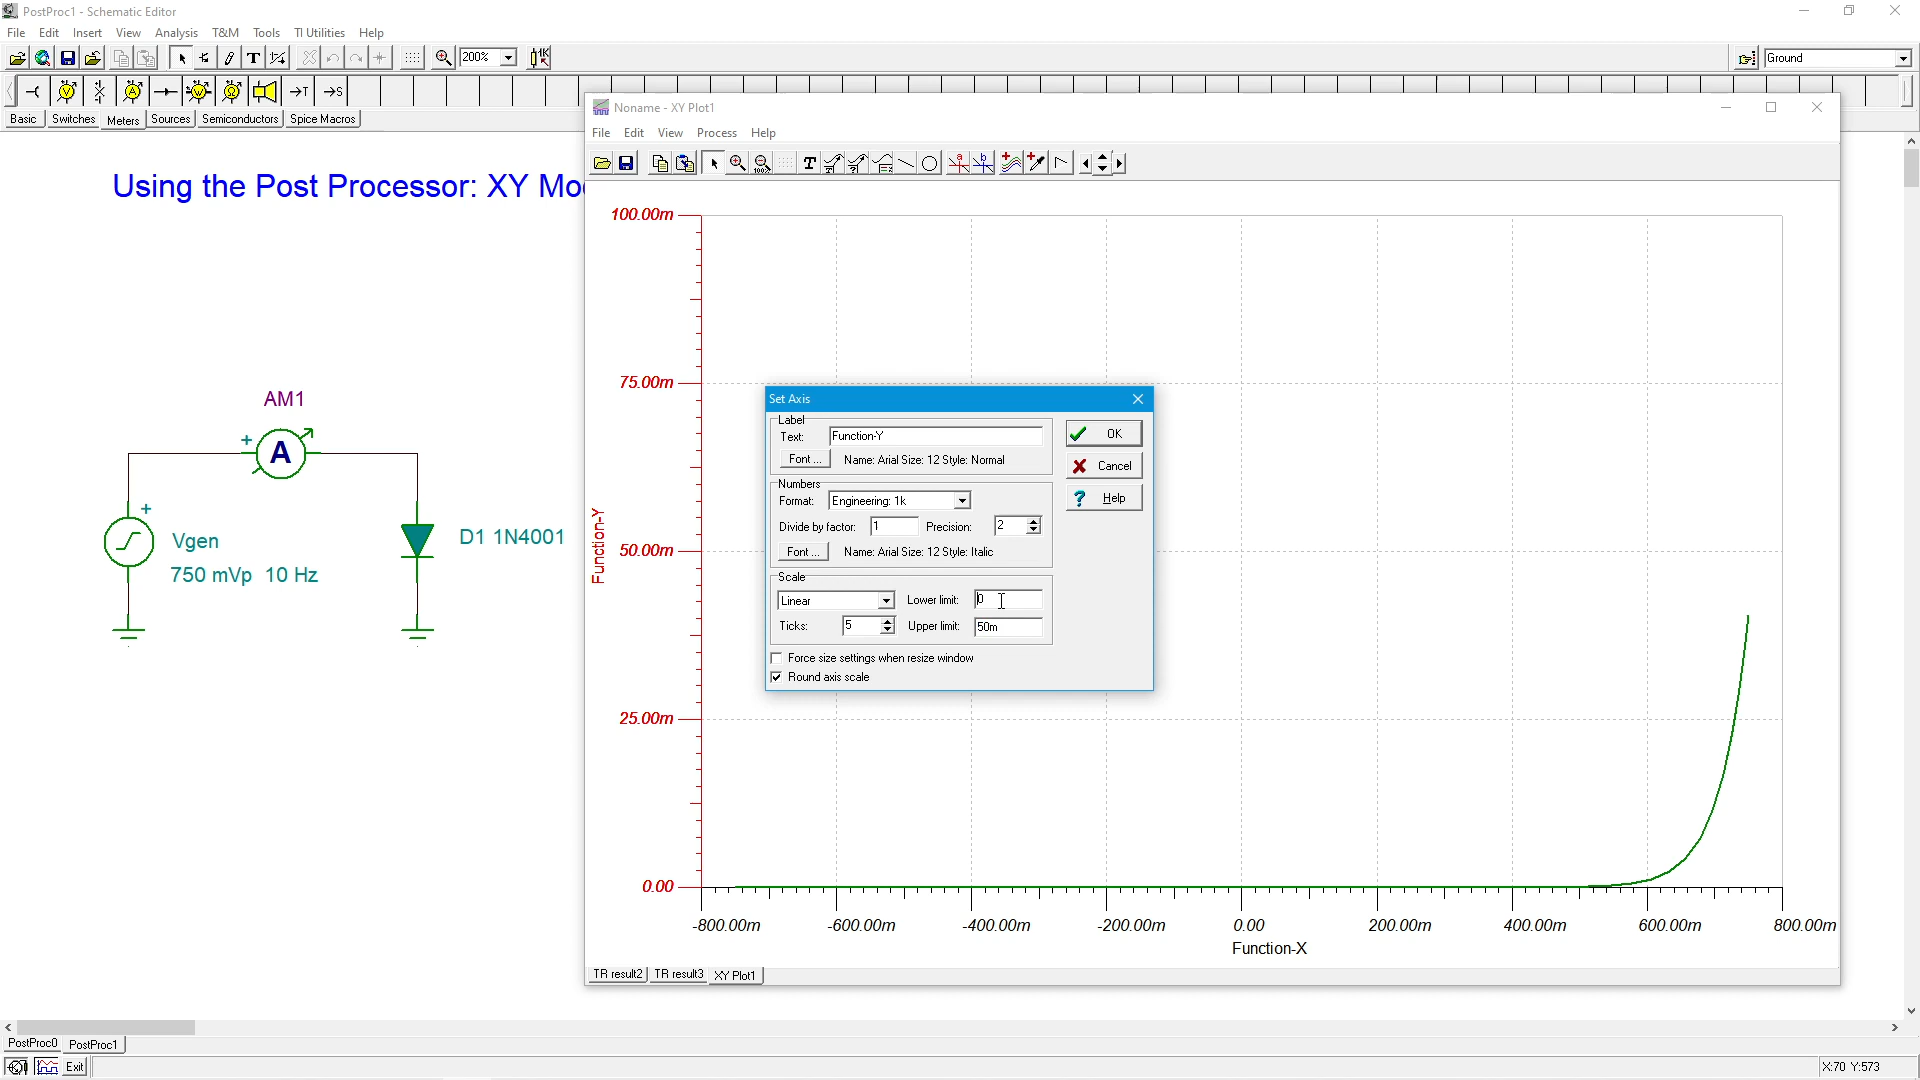 PostProc1 - Schematic Editor
File Edit Insert View Analysis T&M Tools TI Utilities Help
200%
1K
Ground
Basic Switches Meters Sources Semiconductors Spice Macros
Using the Post Processor: XY Mo
AM1
A
Vgen
750 mVp 10 Hz
D1 1N4001
Noname - XY Plot1
File Edit View Process Help
100.00m
75.00m
50.00m
25.00m
0.00
Function-Y
-800.00m -600.00m -400.00m -200.00m 0.00 200.00m 400.00m 600.00m 800.00m
Function-X
Set Axis
Label
Text: Function-Y
Font ... Name: Arial Size: 12 Style: Normal
Numbers
Format: Engineering: 1k
Divide by factor: 1 Precision: 2
Font ... Name: Arial Size: 12 Style: Italic
Scale
Linear Lower limit: 0
Ticks: 5 Upper limit: 50m
Force size settings when resize window
Round axis scale
OK
Cancel
Help
TR result2 TR result3 XY Plot1
PostProc0 PostProc1
Exit
X:70 Y:573